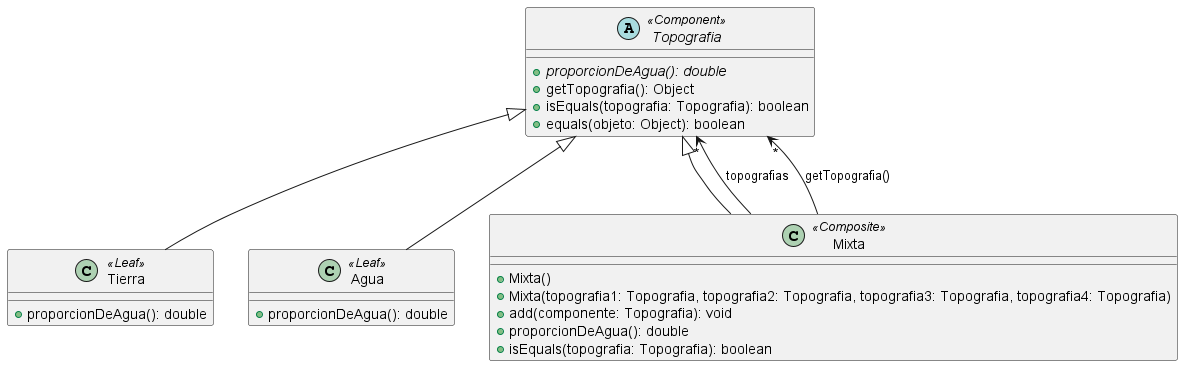 A
«Component»
Topografia
proporcionDeAgua(): double
getTopografia(): Object
isEquals(topografia: Topografia): boolean
equals(objeto: Object): boolean
*
*
topografias
getTopografia()
C
«Leaf»
Tierra
proporcionDeAgua(): double
C
«Leaf»
Agua
proporcionDeAgua(): double
C
«Composite»
Mixta
Mixta()
Mixta(topografia1: Topografia, topografia2: Topografia, topografia3: Topografia, topografia4: Topografia)
add(componente: Topografia): void
proporcionDeAgua(): double
isEquals(topografia: Topografia): boolean